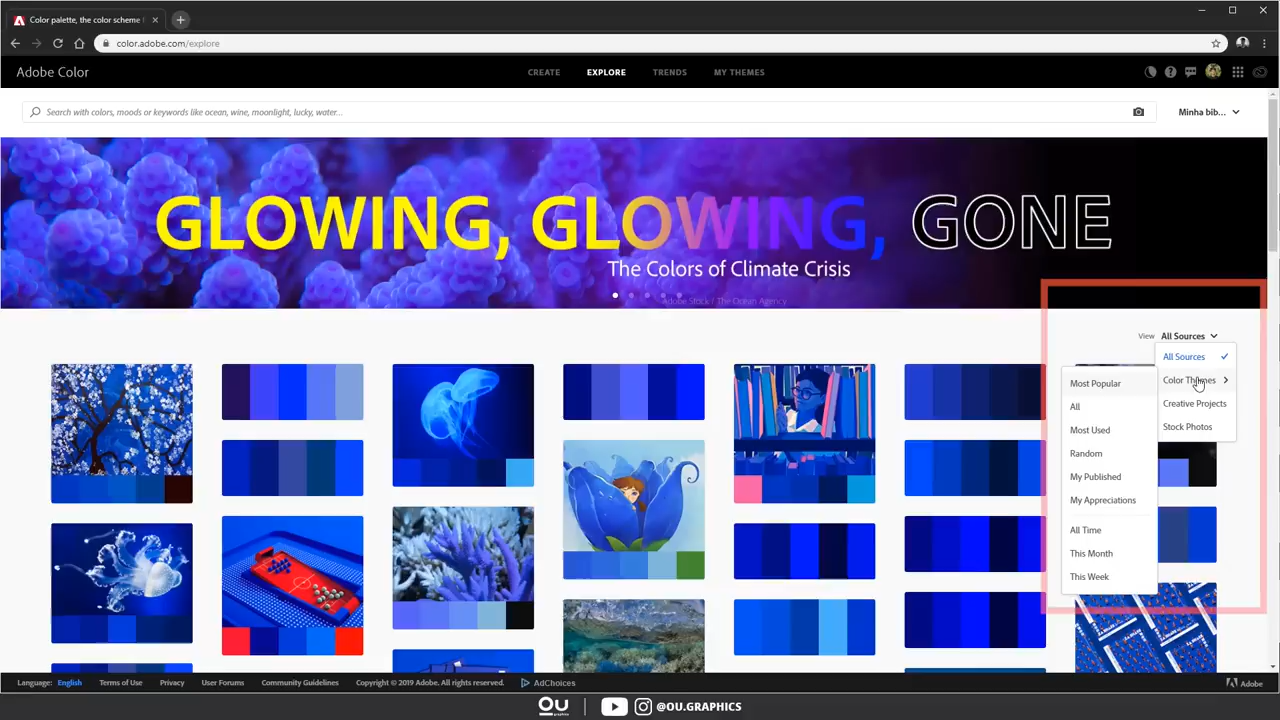 Color palette, the color scheme
color.adobe.com/explore
Adobe Color
CREATE
EXPLORE
TRENDS
MY THEMES
Search with colors, moods or keywords like ocean, wine, moonlight, lucky, water...
Minha bib...
GLOWING, GLOWING, GONE
The Colors of Climate Crisis
Adobe Stock / The Ocean Agency
View
All Sources
All Sources
Color Themes
Creative Projects
Stock Photos
Most Popular
All
Most Used
Random
My Published
My Appreciations
All Time
This Month
This Week
Language: English
Terms of Use
Privacy
User Forums
Community Guidelines
Copyright © 2019 Adobe. All rights reserved.
AdChoices
Adobe
OU
graphics
@OU.GRAPHICS